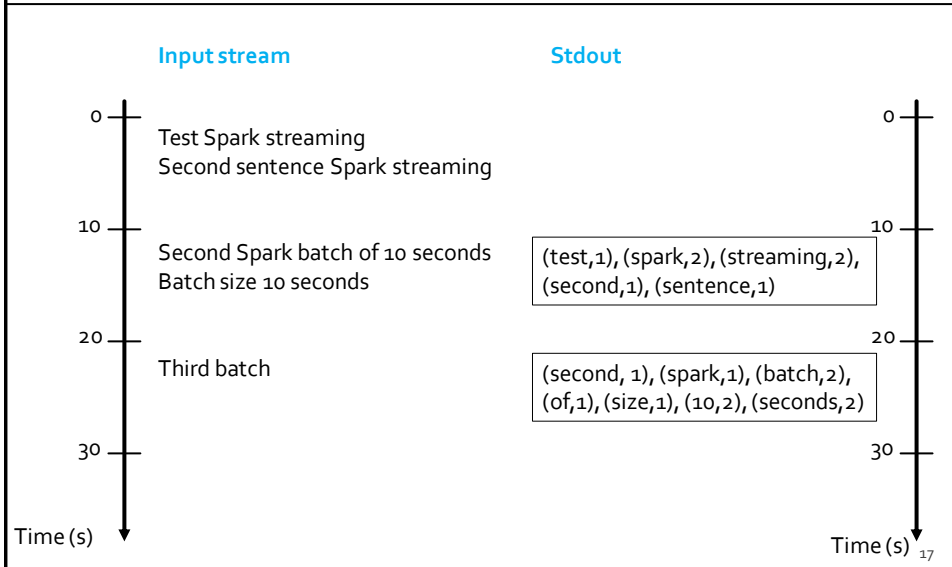 Input stream
Stdout
0
0
Test Spark streaming
Second sentence Spark streaming
10
10
Second Spark batch of 10 seconds
Batch size 10 seconds
(test,1), (spark,2), (streaming,2),
(second,1), (sentence,1)
20
20
Third batch
(second, 1), (spark,1), (batch,2),
(of,1), (size,1), (10,2), (seconds,2)
30
30
Time (s)
Time (s)
17